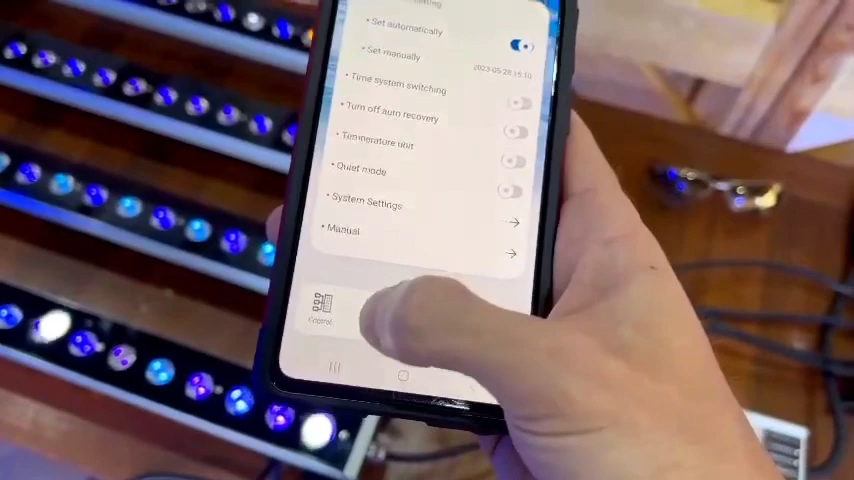 • Set automatically
• Set manually
2023-05-29 15:10
• Time system switching
• Turn off auto recovery
• Temperature unit
• Quiet mode
• System Settings
• Manual
Control